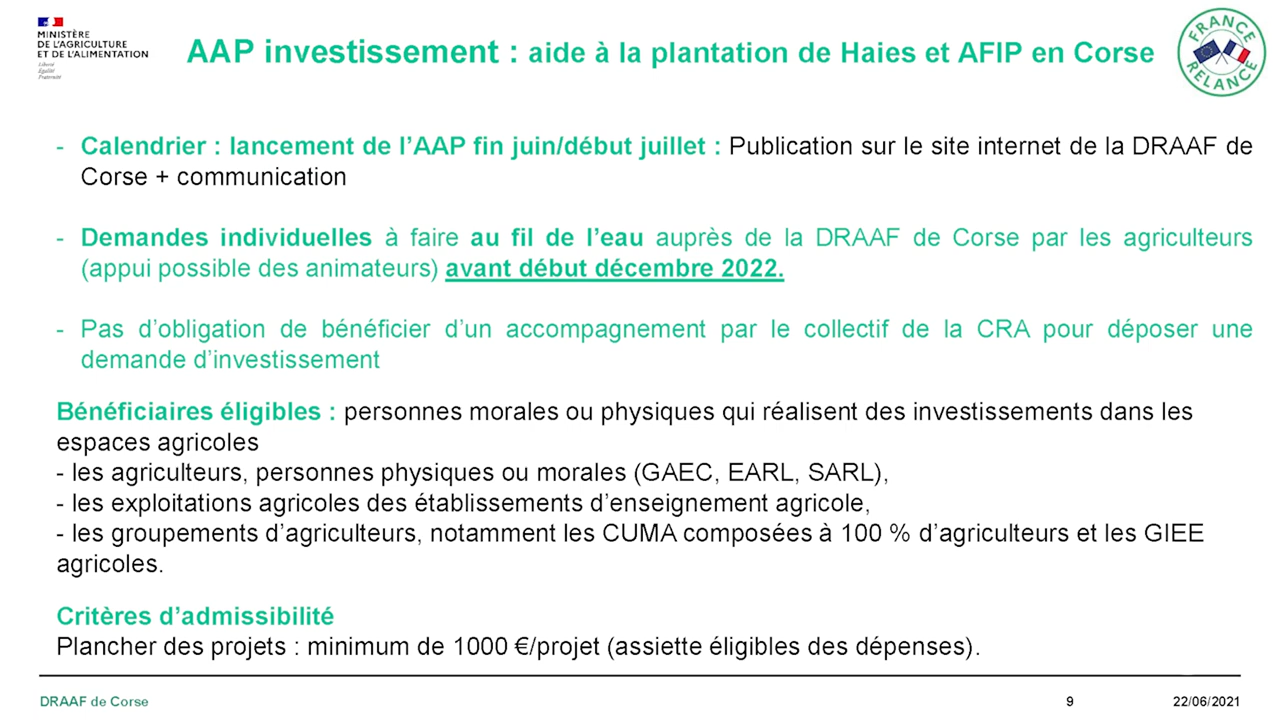 MINISTÈRE
DE L'AGRICULTURE
ET DE L'ALIMENTATION
Liberté
Égalité
Fraternité
AAP investissement : aide à la plantation de Haies et AFIP en Corse
FRANCE
RELANCE
- Calendrier : lancement de l'AAP fin juin/début juillet : Publication sur le site internet de la DRAAF de
Corse + communication
- Demandes individuelles à faire au fil de l'eau auprès de la DRAAF de Corse par les agriculteurs
(appui possible des animateurs) avant début décembre 2022.
- Pas d'obligation de bénéficier d'un accompagnement par le collectif de la CRA pour déposer une
demande d'investissement
Bénéficiaires éligibles : personnes morales ou physiques qui réalisent des investissements dans les
espaces agricoles
- les agriculteurs, personnes physiques ou morales (GAEC, EARL, SARL),
- les exploitations agricoles des établissements d'enseignement agricole,
- les groupements d'agriculteurs, notamment les CUMA composées à 100 % d'agriculteurs et les GIEE
agricoles.
Critères d'admissibilité
Plancher des projets : minimum de 1000 €/projet (assiette éligibles des dépenses).
DRAAF de Corse
9
22/06/2021